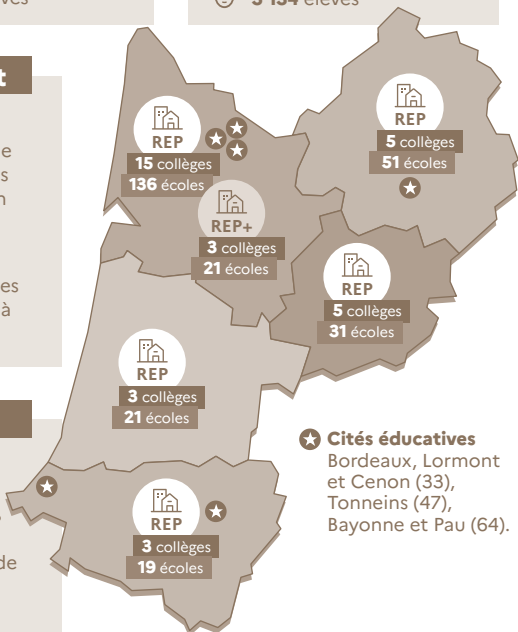 3 134 élèves
t
REP
15 collèges
136 écoles
REP+
3 collèges
21 écoles
REP
5 collèges
51 écoles
REP
5 collèges
31 écoles
REP
3 collèges
21 écoles
REP
3 collèges
19 écoles
Cités éducatives
Bordeaux, Lormont
et Cenon (33),
Tonneins (47),
Bayonne et Pau (64).
e
s
n
es
à
de